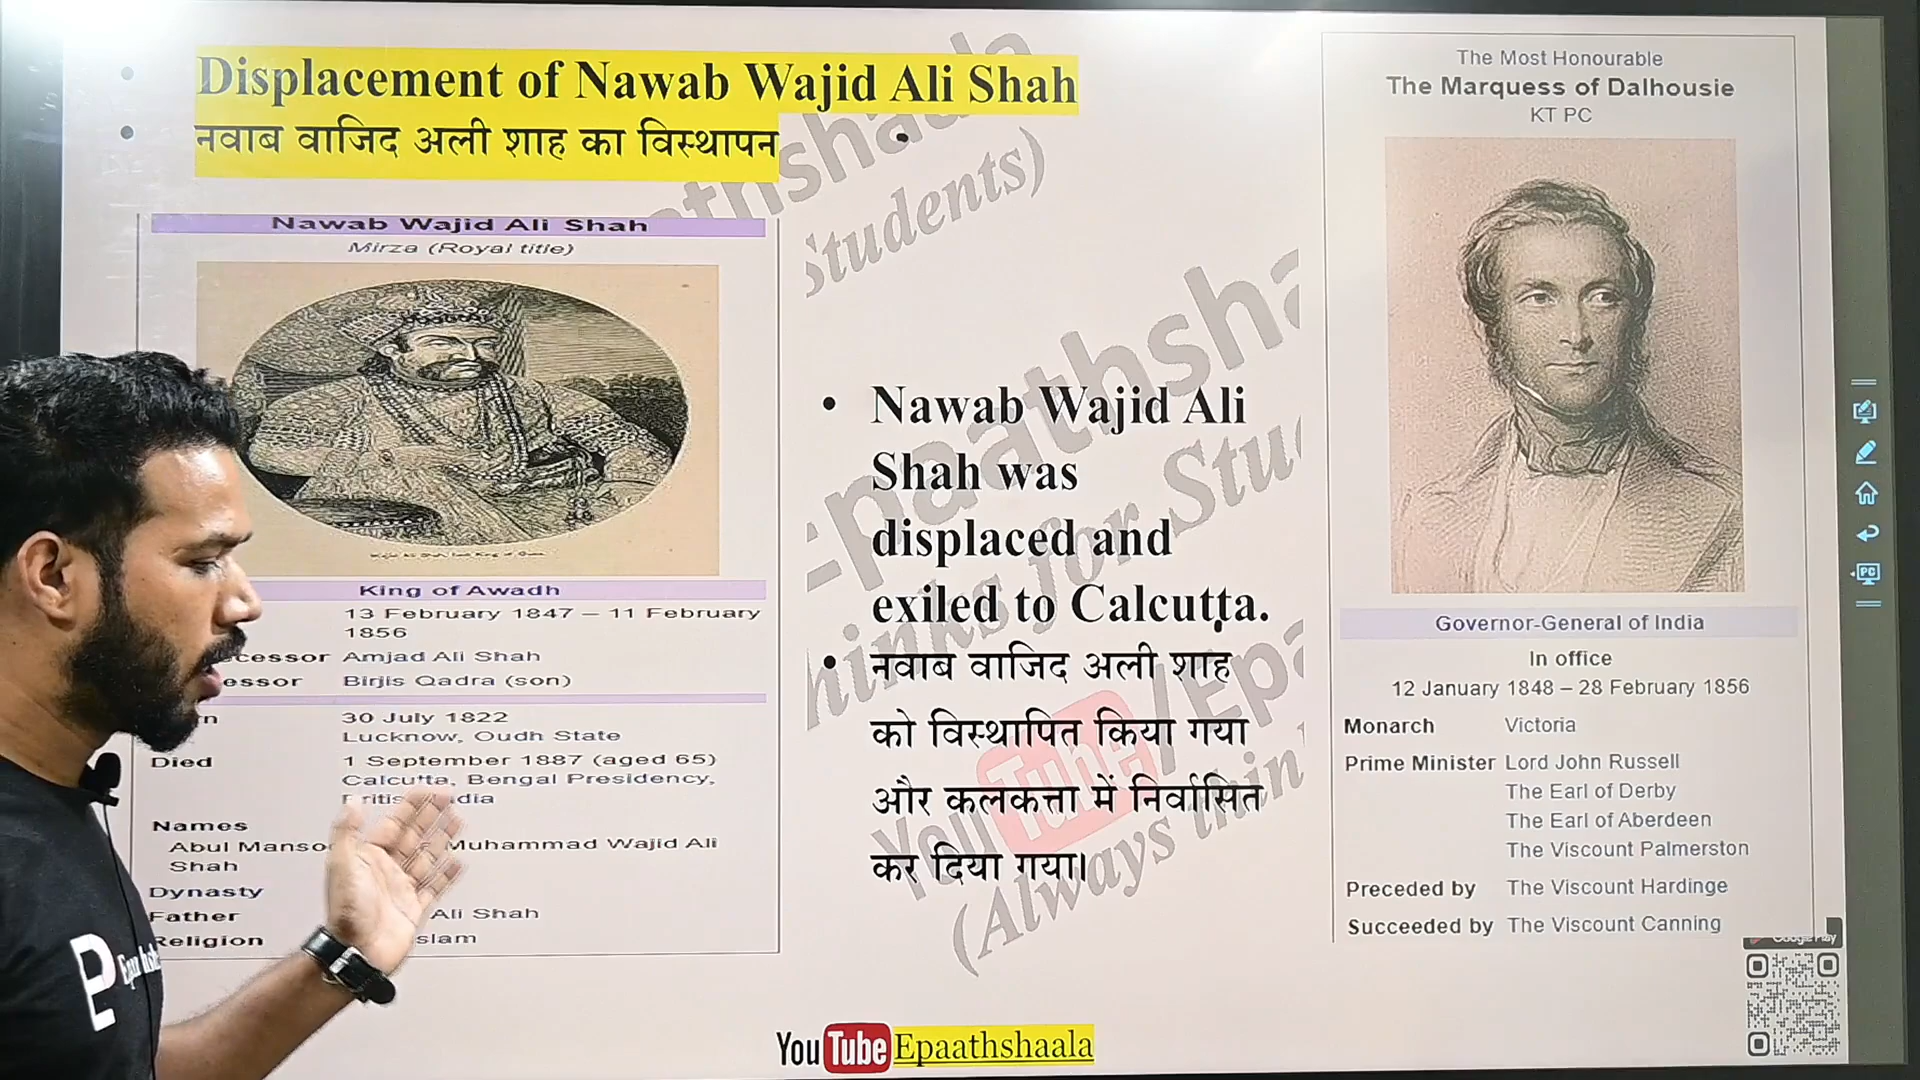 Displacement of Nawab Wajid Ali Shah
नवाब वाजिद अली शाह का विस्थापन
Nawab Wajid Ali Shah
Mirza (Royal title)
King of Awadh
13 February 1847 – 11 February
1856
Amjad Ali Shah
Birjis Qadra (son)
30 July 1822
Lucknow, Oudh State
Died 1 September 1887 (aged 65)
Calcutta, Bengal Presidency,
Names
Muhammad Wajid Ali
Shah
Dynasty
Father Ali Shah
Religion
Nawab Wajid Ali
Shah was
displaced and
exiled to Calcutta.
नवाब वाजिद अली शाह
को विस्थापित किया गया
और कलकत्ता में निर्वासित
कर दिया गया।
The Most Honourable
The Marquess of Dalhousie
KT PC
Governor-General of India
In office
12 January 1848 – 28 February 1856
Monarch Victoria
Prime Minister Lord John Russell
The Earl of Derby
The Earl of Aberdeen
The Viscount Palmerston
Preceded by The Viscount Hardinge
Succeeded by The Viscount Canning
Google Play
YouTube Epaathshaala
Students)
(Always
PC